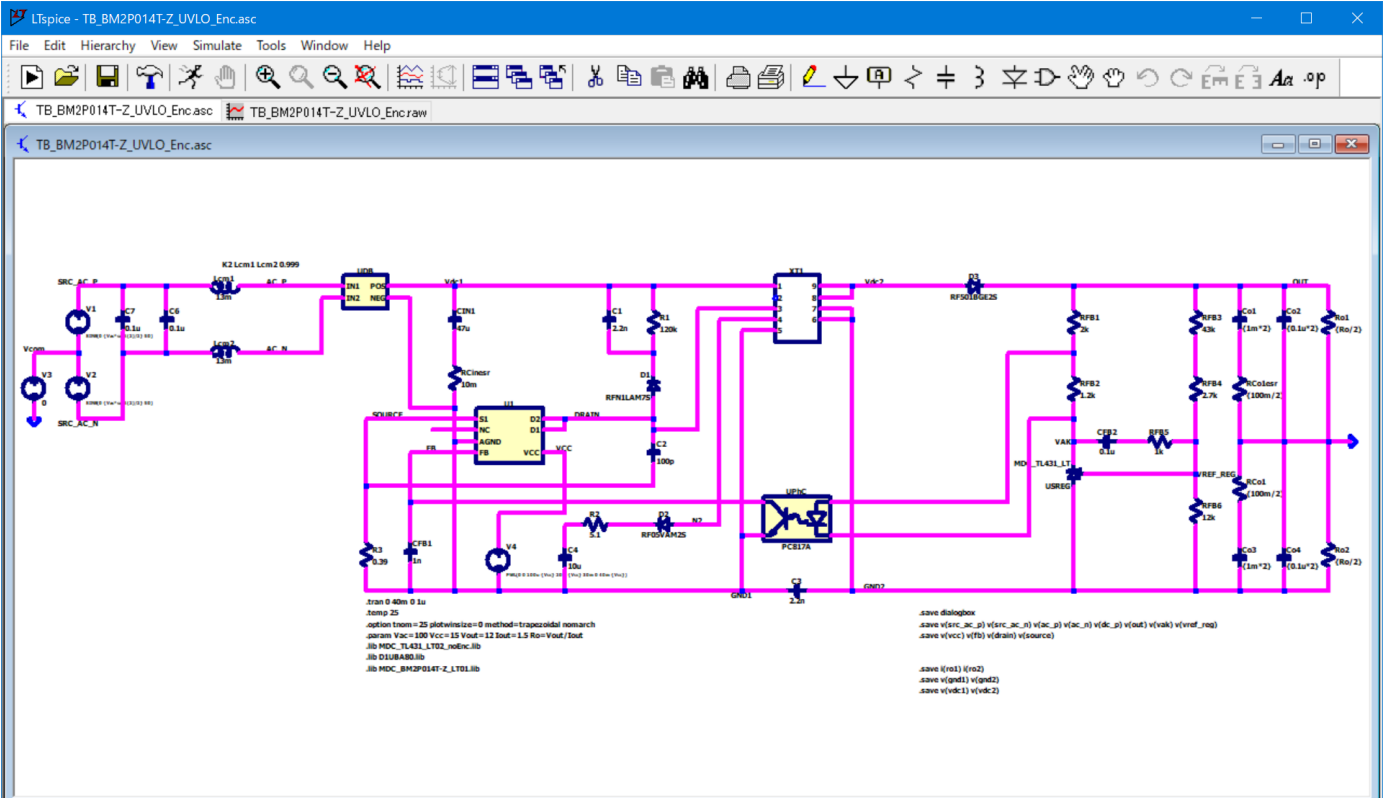 LTspice - TB_BM2P014T-Z_UVLO_Enc.asc
File Edit Hierarchy View Simulate Tools Window Help
Aa .op
TB_BM2P014T-Z_UVLO_Enc.asc TB_BM2P014T-Z_UVLO_Enc.raw
TB_BM2P014T-Z_UVLO_Enc.asc
K2 Lcm1 Lcm2 0.999
SRC_AC_P
Lcm1
13m
AC_P
UDB
IN1 POS
IN2 NEG
Vdc1
XT1
1 9
2 8
3 7
4 6
5
Vdc2
D3
RF501BGE2S
OUT
V1
C7
0.1u
C6
0.1u
CIN1
47u
C1
2.2n
R1
120k
RFB1
2k
RFB3
43k
Co1
(1m*2)
Co2
(0.1u*2)
Ro1
(Ro/2)
Vcom
Lcm2
13m
AC_N
V3
0
V2
SRC_AC_N
RCinesr
10m
D1
RFN1LAM7S
RFB2
1.2k
RFB4
2.7k
RCo1esr
(100m/2)
SOURCE
U1
S1 D2
NC D1
AGND
FB VCC
DRAIN
FB
VCC
C2
100p
VAK
CFB2
0.1u
RFB5
1k
MDC_TL431_LT
USREG
VREF_REG
RCo1
(100m/2)
UPhC
PC817A
RFB6
12k
R2
5.1
D2
RF05VAM2S
N2
R3
0.39
CFB1
1n
V4
C4
10u
Co3
(1m*2)
Co4
(0.1u*2)
Ro2
(Ro/2)
GND1
C3
2.2n
GND2
.tran 0 40m 0 1u
.temp 25
.option tnom=25 plotwinsize=0 method=trapezoidal nomarch
.param Vac=100 Vcc=15 Vout=12 Iout=1.5 Ro=Vout/Iout
.lib MDC_TL431_LT02_noEnc.lib
.lib D1UBA80.lib
.lib MDC_BM2P014T-Z_LT01.lib
.save dialogbox
.save v(src_ac_p) v(src_ac_n) v(ac_p) v(ac_n) v(dc_p) v(out) v(vak) v(vref_reg)
.save v(vcc) v(fb) v(drain) v(source)
.save i(ro1) i(ro2)
.save v(gnd1) v(gnd2)
.save v(vdc1) v(vdc2)